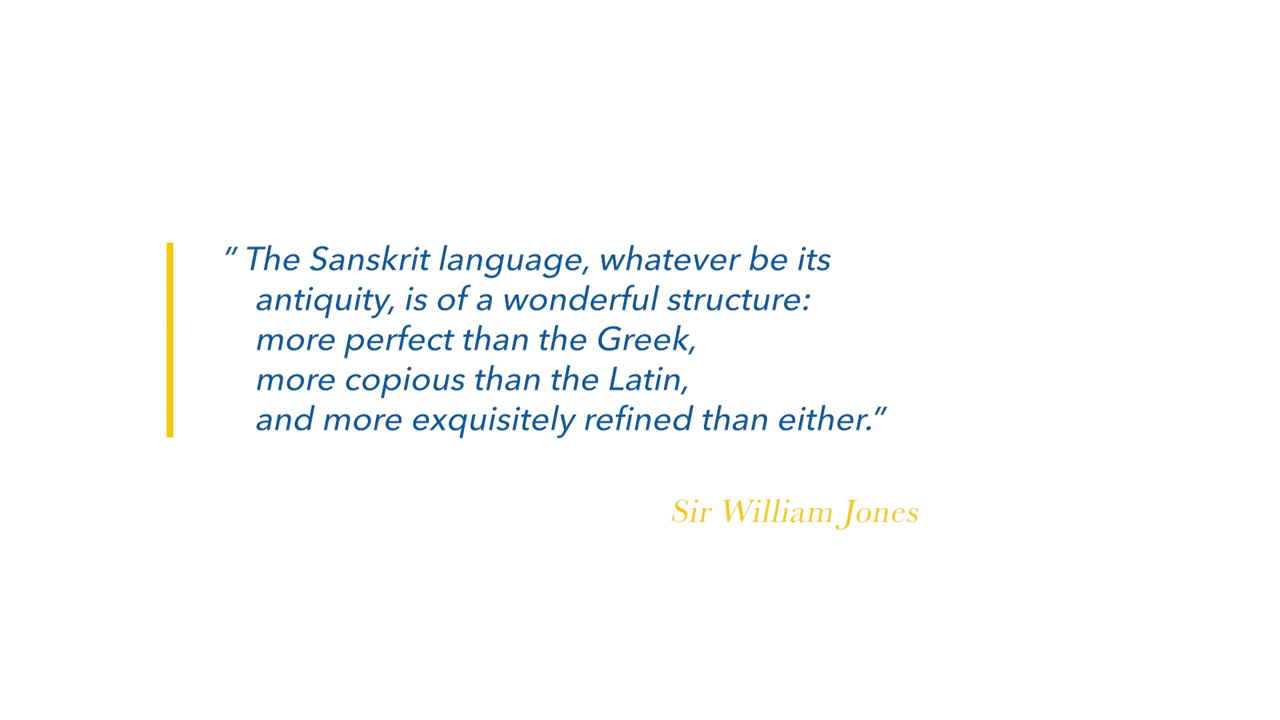 ” The Sanskrit language, whatever be its
antiquity, is of a wonderful structure:
more perfect than the Greek,
more copious than the Latin,
and more exquisitely refined than either.”
Sir William Jones